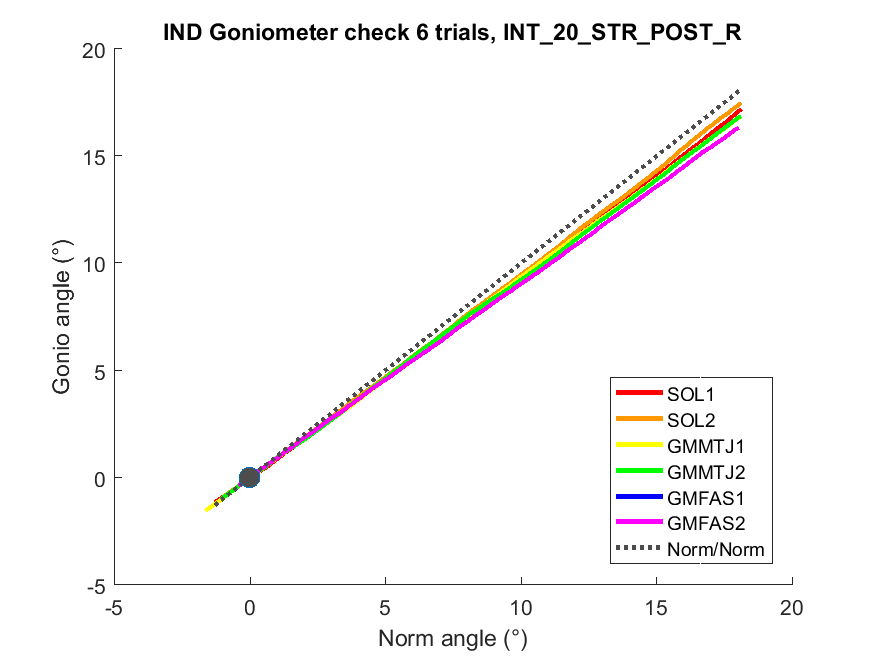 IND Goniometer check 6 trials, INT_20_STR_POST_R
20
15
10
5
0
-5
Gonio angle (°)
-5
0
5
10
15
20
Norm angle (°)
SOL1
SOL2
GMMTJ1
GMMTJ2
GMFAS1
GMFAS2
Norm/Norm